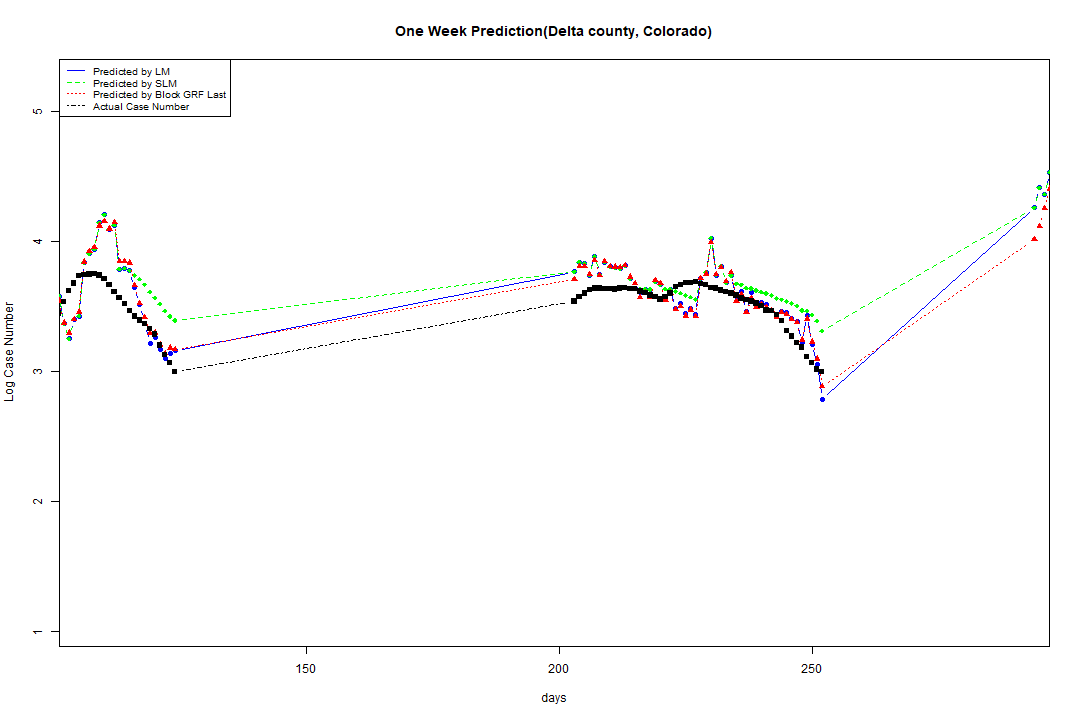 One Week Prediction(Delta county, Colorado)
Predicted by LM
Predicted by SLM
Predicted by Block GRF Last
Actual Case Number
5
4
3
2
1
Log Case Number
150
200
250
days